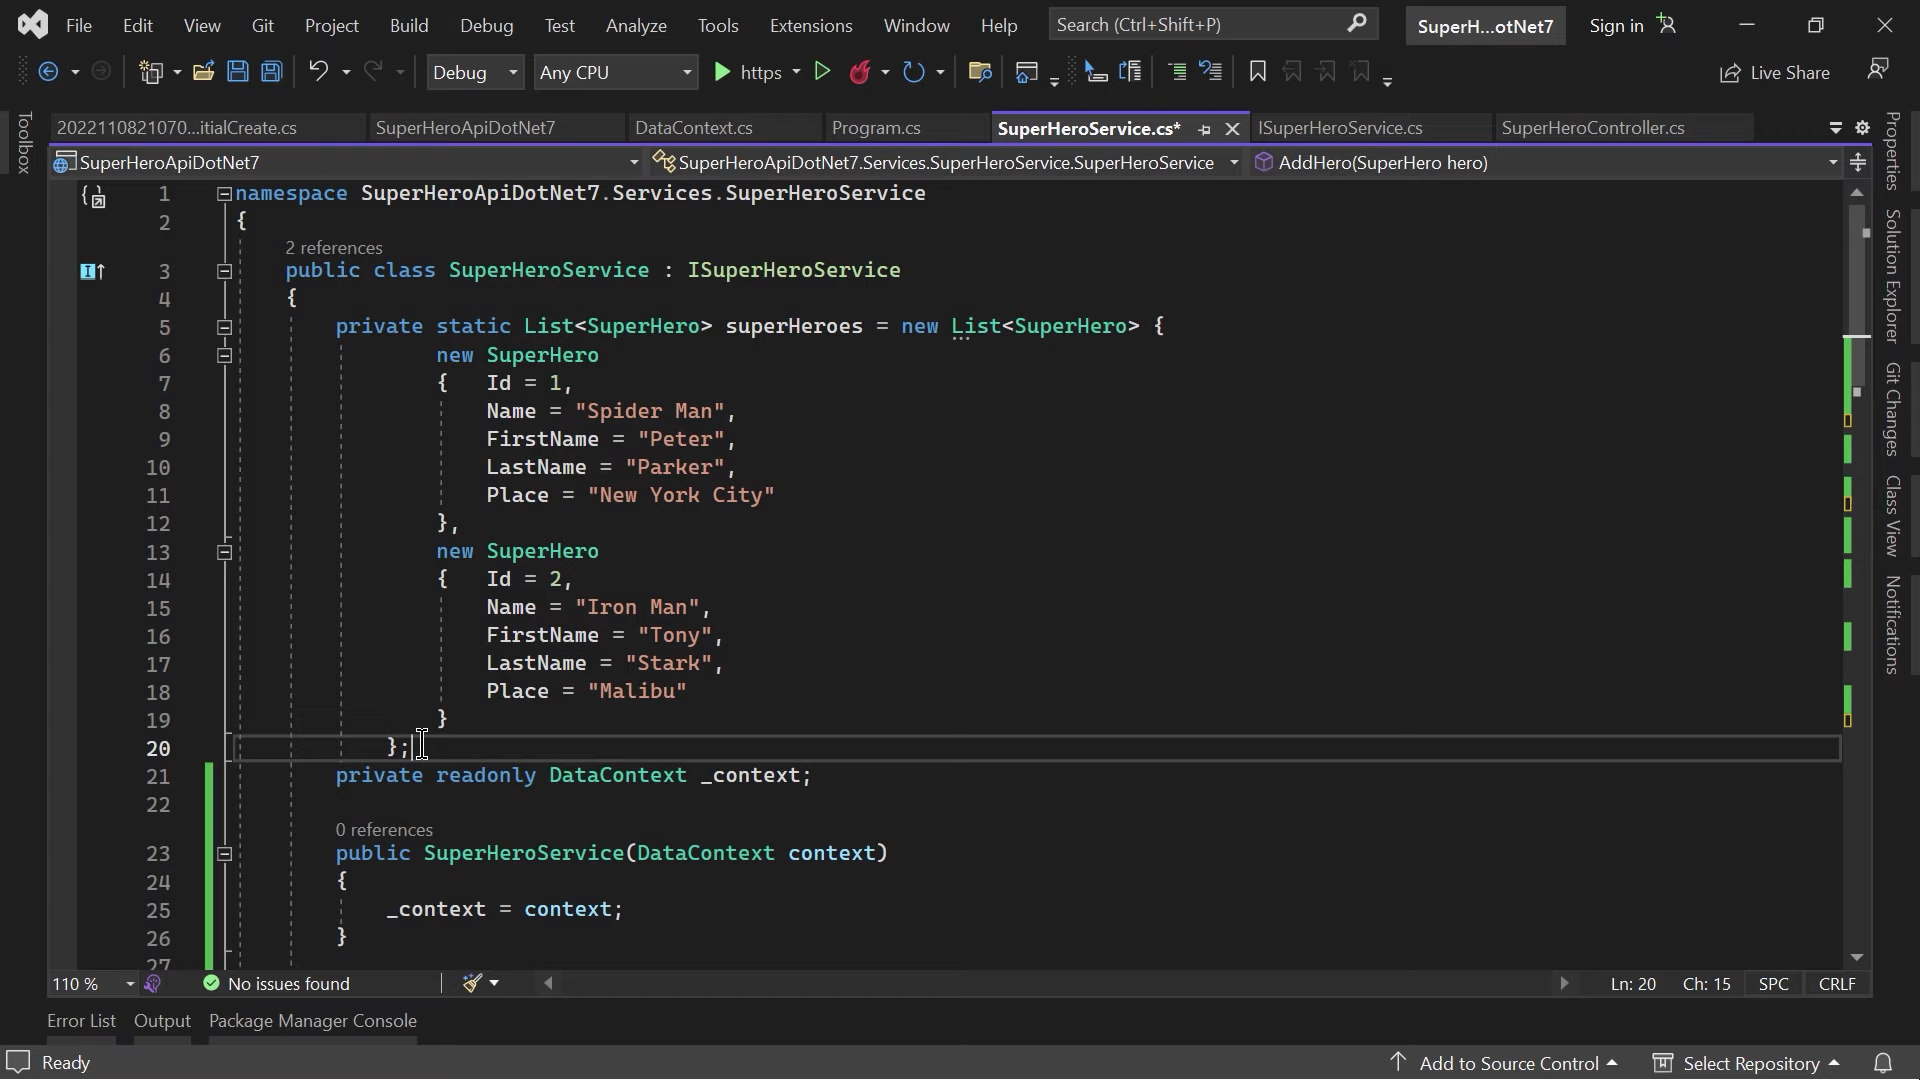 File Edit View Git Project Build Debug Test Analyze Tools Extensions Window Help Search (Ctrl+Shift+P) SuperH...otNet7 Sign in
Debug Any CPU https Live Share
2022110821070...itialCreate.cs SuperHeroApiDotNet7 DataContext.cs Program.cs SuperHeroService.cs* ISuperHeroService.cs SuperHeroController.cs
SuperHeroApiDotNet7 SuperHeroApiDotNet7.Services.SuperHeroService.SuperHeroService AddHero(SuperHero hero)
Toolbox
1 namespace SuperHeroApiDotNet7.Services.SuperHeroService
2 {
2 references
3 public class SuperHeroService : ISuperHeroService
4 {
5 private static List<SuperHero> superHeroes = new List<SuperHero> {
6 new SuperHero
7 { Id = 1,
8 Name = "Spider Man",
9 FirstName = "Peter",
10 LastName = "Parker",
11 Place = "New York City"
12 },
13 new SuperHero
14 { Id = 2,
15 Name = "Iron Man",
16 FirstName = "Tony",
17 LastName = "Stark",
18 Place = "Malibu"
19 }
20 };
21 private readonly DataContext _context;
22
0 references
23 public SuperHeroService(DataContext context)
24 {
25 _context = context;
26 }
27
Properties
Solution Explorer
Git Changes
Class View
Notifications
110 % No issues found Ln: 20 Ch: 15 SPC CRLF
Error List Output Package Manager Console
Ready Add to Source Control Select Repository